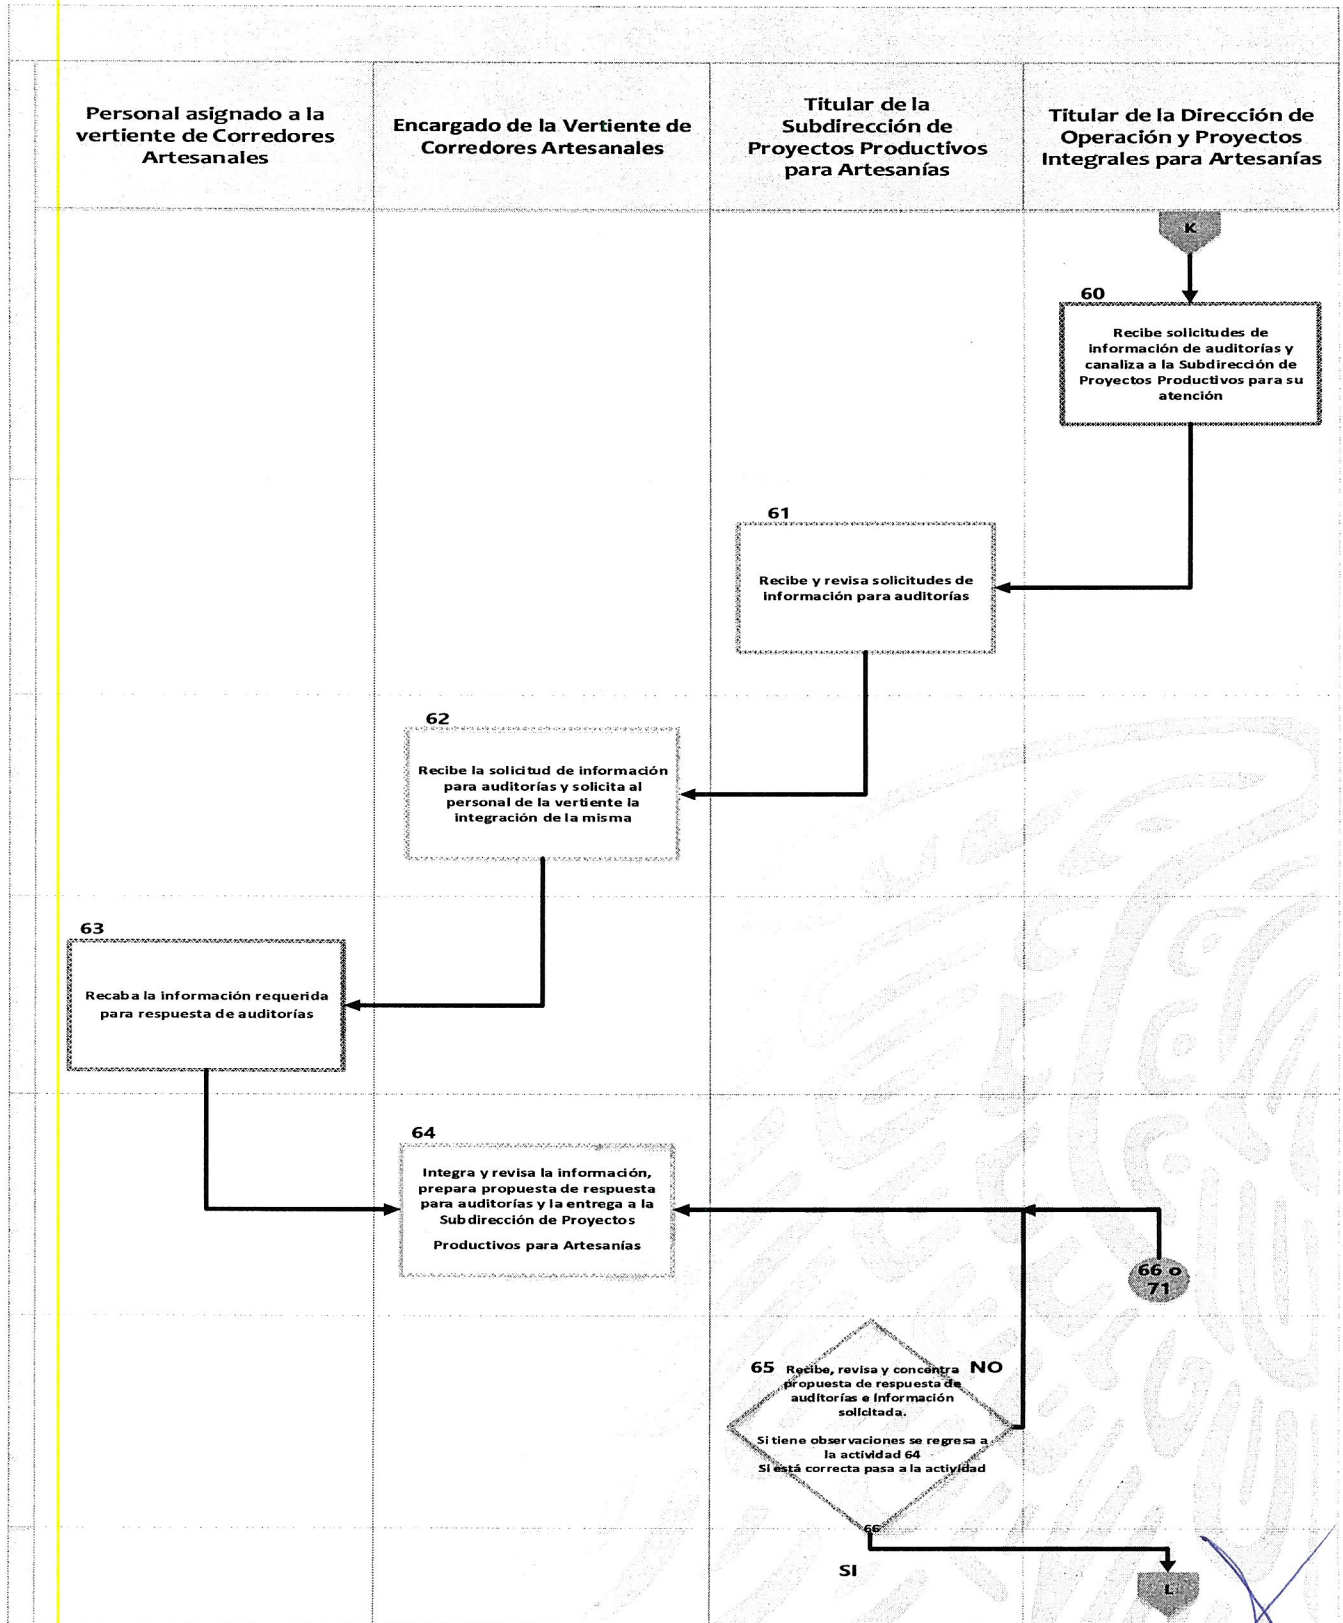 Personal asignado a la
vertiente de Corredores
Artesanales
Encargado de la Vertiente de
Corredores Artesanales
Titular de la
Subdirección de
Proyectos Productivos
para Artesanías
Titular de la Dirección de
Operación y Proyectos
Integrales para Artesanías
K
60
Recibe solicitudes de
información de auditorías y
canaliza a la Subdirección de
Proyectos Productivos para su
atención
61
Recibe y revisa solicitudes de
información para auditorías
62
Recibe la solicitud de información
para auditorías y solicita al
personal de la vertiente la
integración de la misma
63
Recaba la información requerida
para respuesta de auditorías
64
Integra y revisa la información,
prepara propuesta de respuesta
para auditorías y la entrega a la
Subdirección de Proyectos
Productivos para Artesanías
66 o
71
65
Recibe, revisa y concentra
propuesta de respuesta de
auditorías e información
solicitada.
NO
Si tiene observaciones se regresa a
la actividad 64
Si está correcta pasa a la actividad
66
SI
L